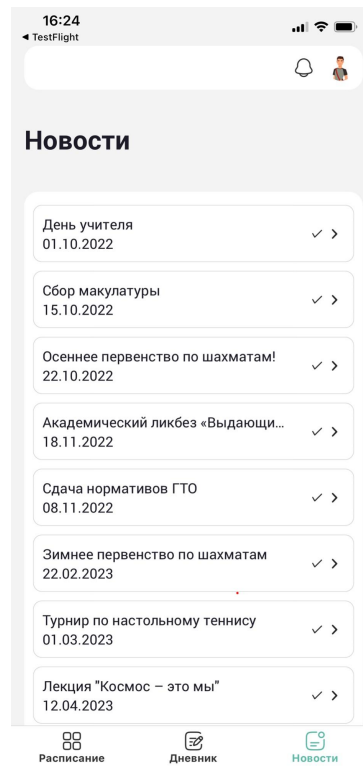 16:24
◀ TestFlight
Новости
День учителя
01.10.2022
Сбор макулатуры
15.10.2022
Осеннее первенство по шахматам!
22.10.2022
Академический ликбез «Выдающи...
18.11.2022
Сдача нормативов ГТО
08.11.2022
Зимнее первенство по шахматам
22.02.2023
Турнир по настольному теннису
01.03.2023
Лекция "Космос – это мы"
12.04.2023
Расписание Дневник Новости